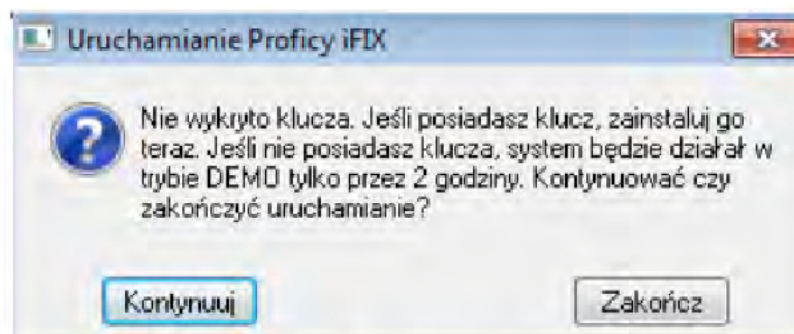 Uruchamianie Proficy iFIX
Nie wykryto klucza. Jeśli posiadasz klucz, zainstaluj go
teraz. Jeśli nie posiadasz klucza, system będzie działał w
trybie DEMO tylko przez 2 godziny. Kontynuować czy
zakończyć uruchamianie?
Kontynuuj
Zakończ